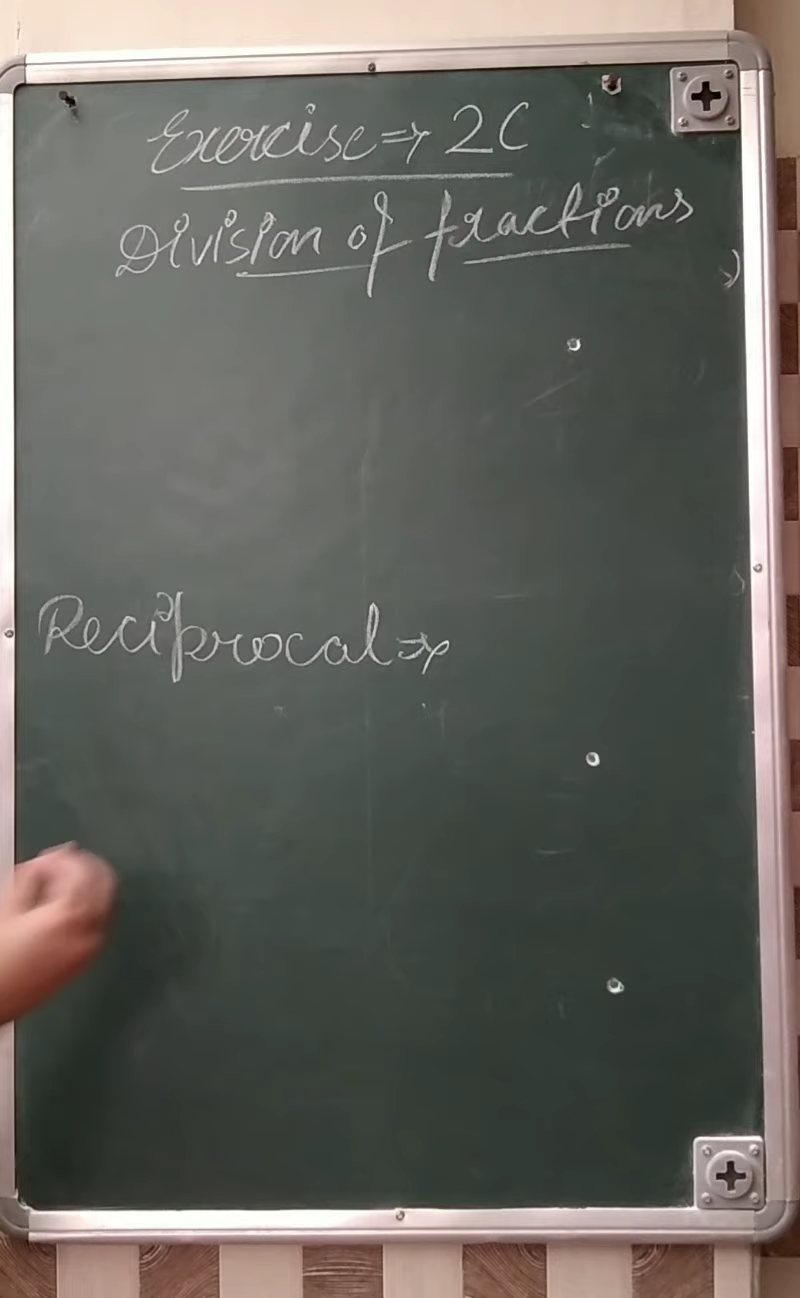 Exercise ⇒ 2C
Division of fractions
Reciprocal ⇒